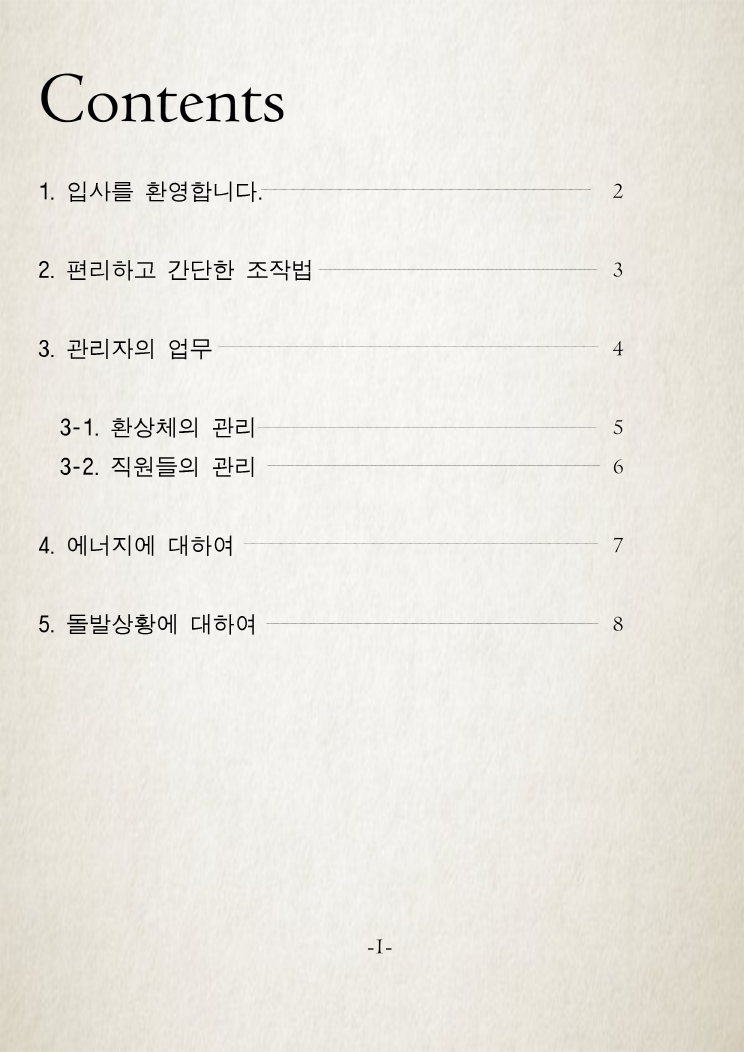 Contents
1. 입사를 환영합니다. 2
2. 편리하고 간단한 조작법 3
3. 관리자의 업무 4
3-1. 환상체의 관리 5
3-2. 직원들의 관리 6
4. 에너지에 대하여 7
5. 돌발상황에 대하여 8
-I-